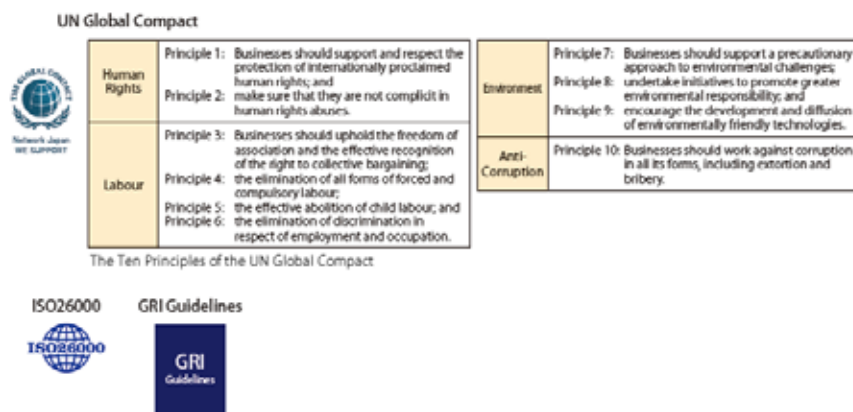 UN Global Compact
THE GLOBAL COMPACT
Network Japan
WE SUPPORT
Human
Rights
Principle 1: Businesses should support and respect the
protection of internationally proclaimed
human rights; and
Principle 2: make sure that they are not complicit in
human rights abuses.
Labour
Principle 3: Businesses should uphold the freedom of
association and the effective recognition
of the right to collective bargaining;
Principle 4: the elimination of all forms of forced and
compulsory labour;
Principle 5: the effective abolition of child labour; and
Principle 6: the elimination of discrimination in
respect of employment and occupation.
Environment
Principle 7: Businesses should support a precautionary
approach to environmental challenges;
Principle 8: undertake initiatives to promote greater
environmental responsibility; and
Principle 9: encourage the development and diffusion
of environmentally friendly technologies.
Anti-
Corruption
Principle 10: Businesses should work against corruption
in all its forms, including extortion and
bribery.
The Ten Principles of the UN Global Compact
ISO26000
ISO26000
GRI Guidelines
GRI
Guidelines